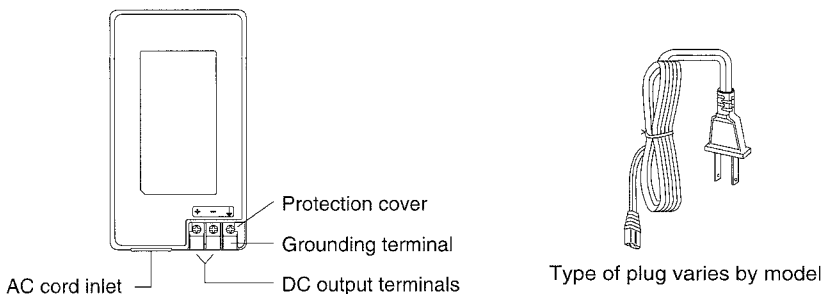 + −
Protection cover
Grounding terminal
AC cord inlet
DC output terminals
Type of plug varies by model